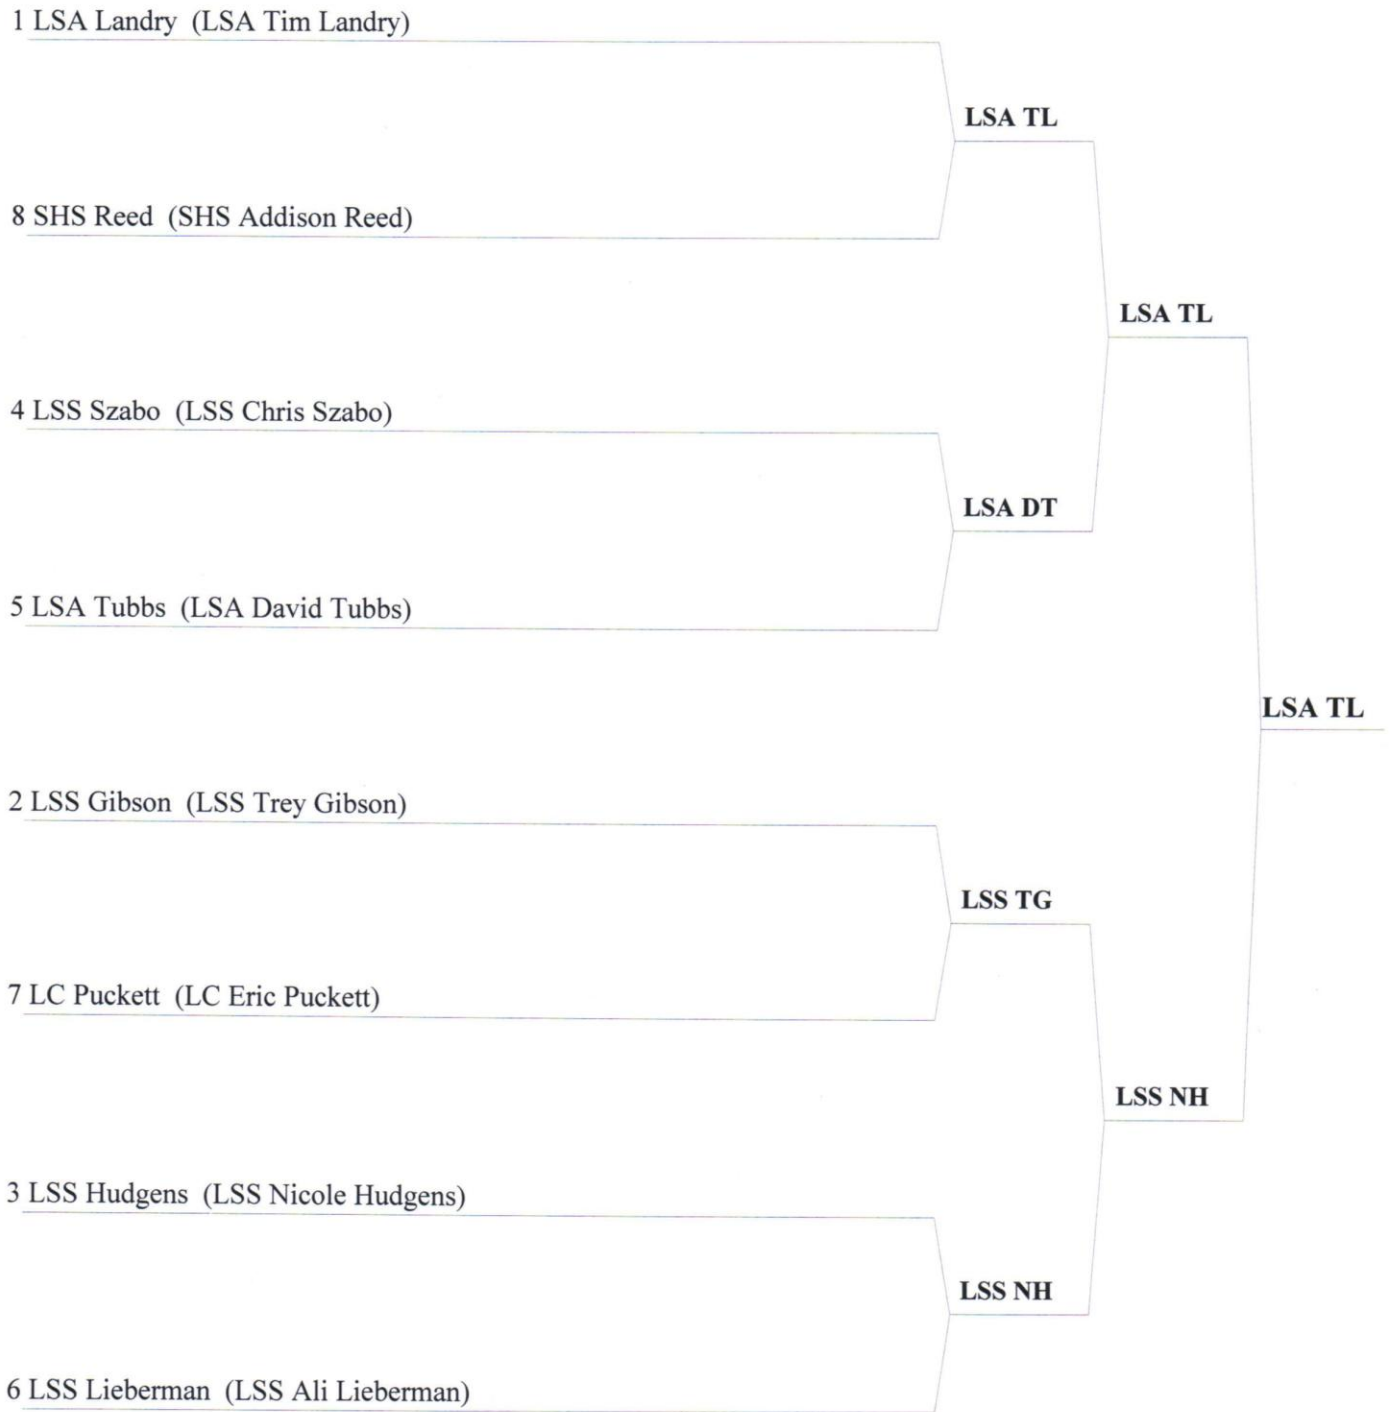 1 LSA Landry (LSA Tim Landry)
LSA TL
8 SHS Reed (SHS Addison Reed)
LSA TL
4 LSS Szabo (LSS Chris Szabo)
LSA DT
5 LSA Tubbs (LSA David Tubbs)
LSA TL
2 LSS Gibson (LSS Trey Gibson)
LSS TG
7 LC Puckett (LC Eric Puckett)
LSS NH
3 LSS Hudgens (LSS Nicole Hudgens)
LSS NH
6 LSS Lieberman (LSS Ali Lieberman)